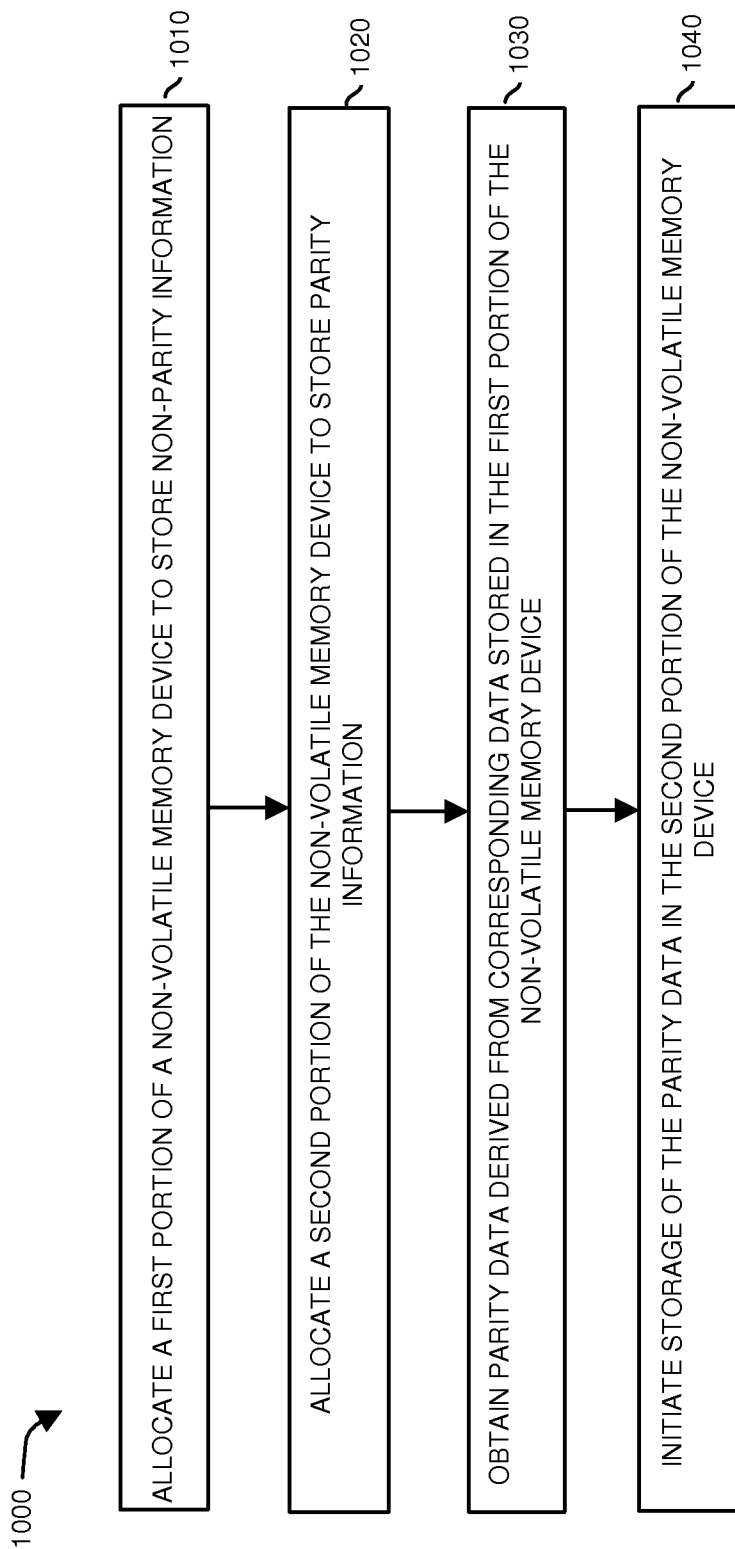 1000
ALLOCATE A FIRST PORTION OF A NON-VOLATILE MEMORY DEVICE TO STORE NON-PARITY INFORMATION
1010
ALLOCATE A SECOND PORTION OF THE NON-VOLATILE MEMORY DEVICE TO STORE PARITY
INFORMATION
1020
OBTAIN PARITY DATA DERIVED FROM CORRESPONDING DATA STORED IN THE FIRST PORTION OF THE
NON-VOLATILE MEMORY DEVICE
1030
INITIATE STORAGE OF THE PARITY DATA IN THE SECOND PORTION OF THE NON-VOLATILE MEMORY
DEVICE
1040